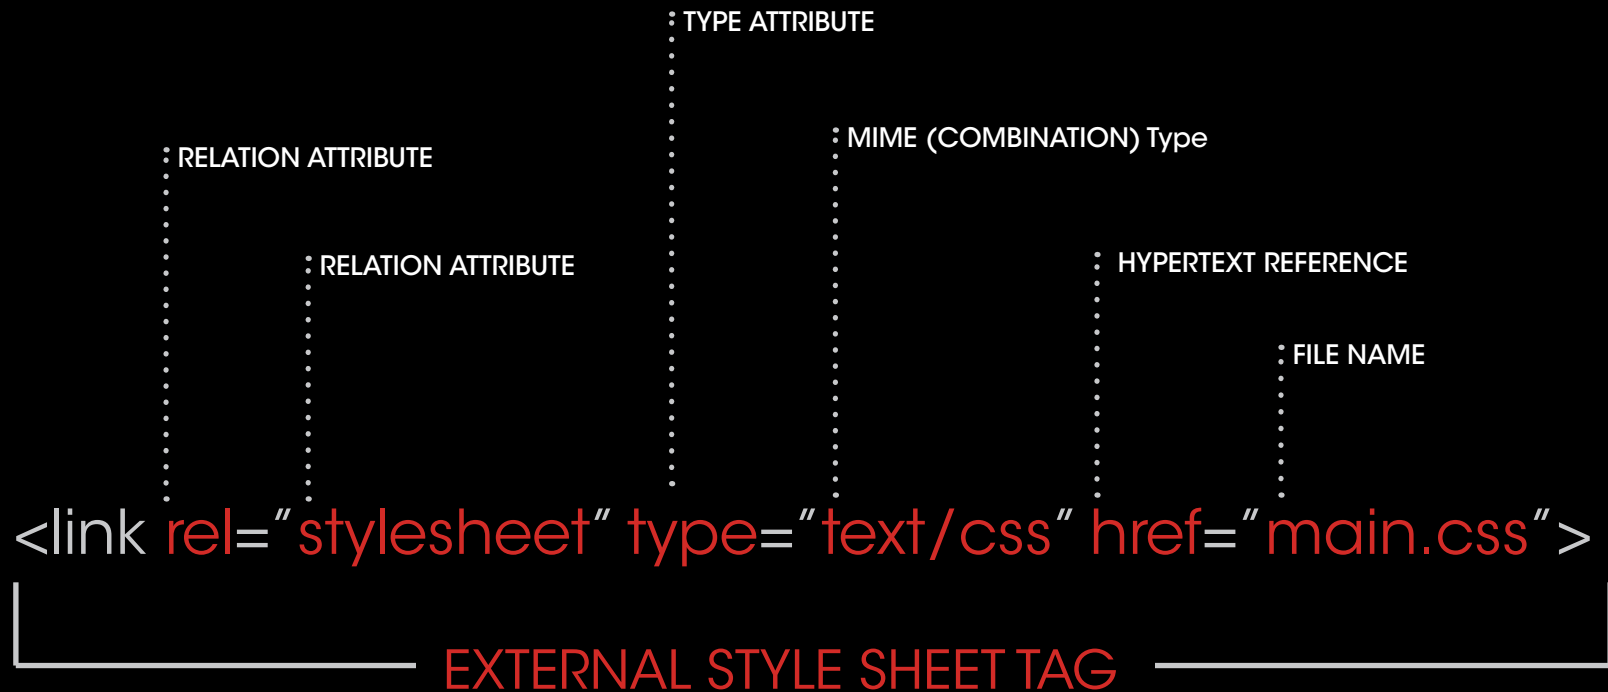 TYPE ATTRIBUTE
MIME (COMBINATION) Type
RELATION ATTRIBUTE
RELATION ATTRIBUTE
HYPERTEXT REFERENCE
FILE NAME
<link rel="stylesheet" type="text/css" href="main.css">
EXTERNAL STYLE SHEET TAG